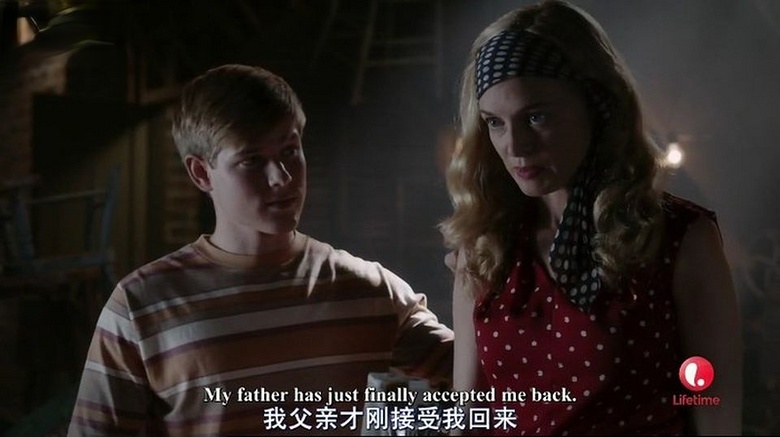 My father has just finally accepted me back.
我父亲才刚接受我回来
Lifetime